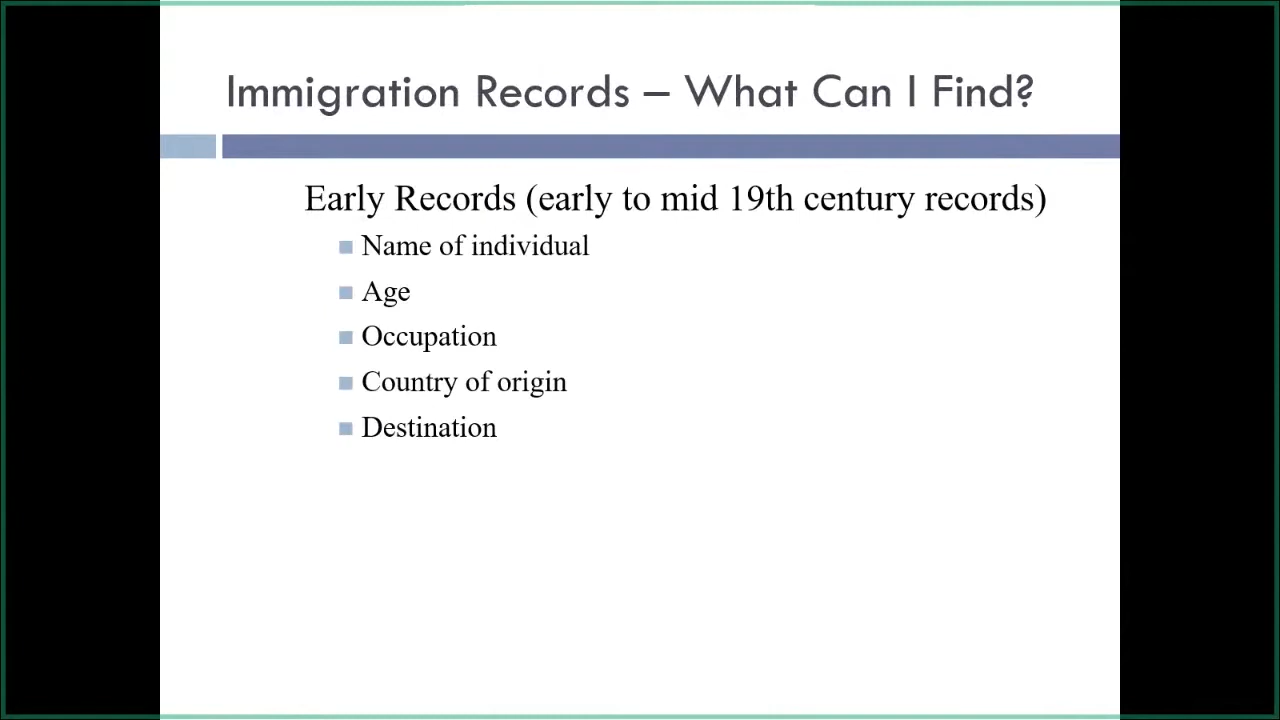 Immigration Records – What Can I Find?
Early Records (early to mid 19th century records)
Name of individual
Age
Occupation
Country of origin
Destination